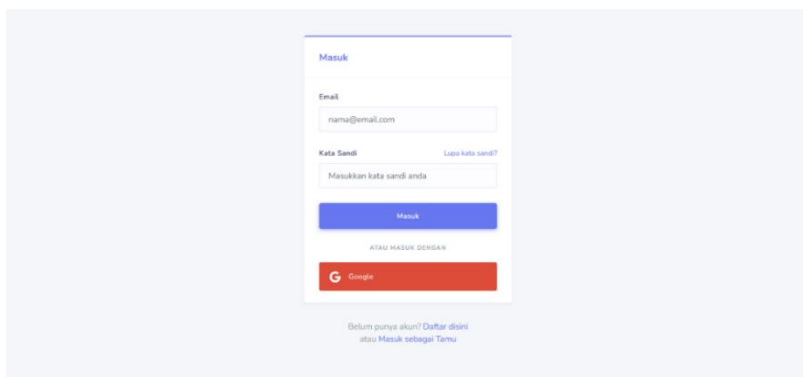 Masuk
Email
nama@email.com
Kata Sandi Lupa kata sandi?
Masukkan kata sandi anda
Masuk
ATAU MASUK DENGAN
G Google
Belum punya akun? Daftar disini
atau Masuk sebagai Tamu